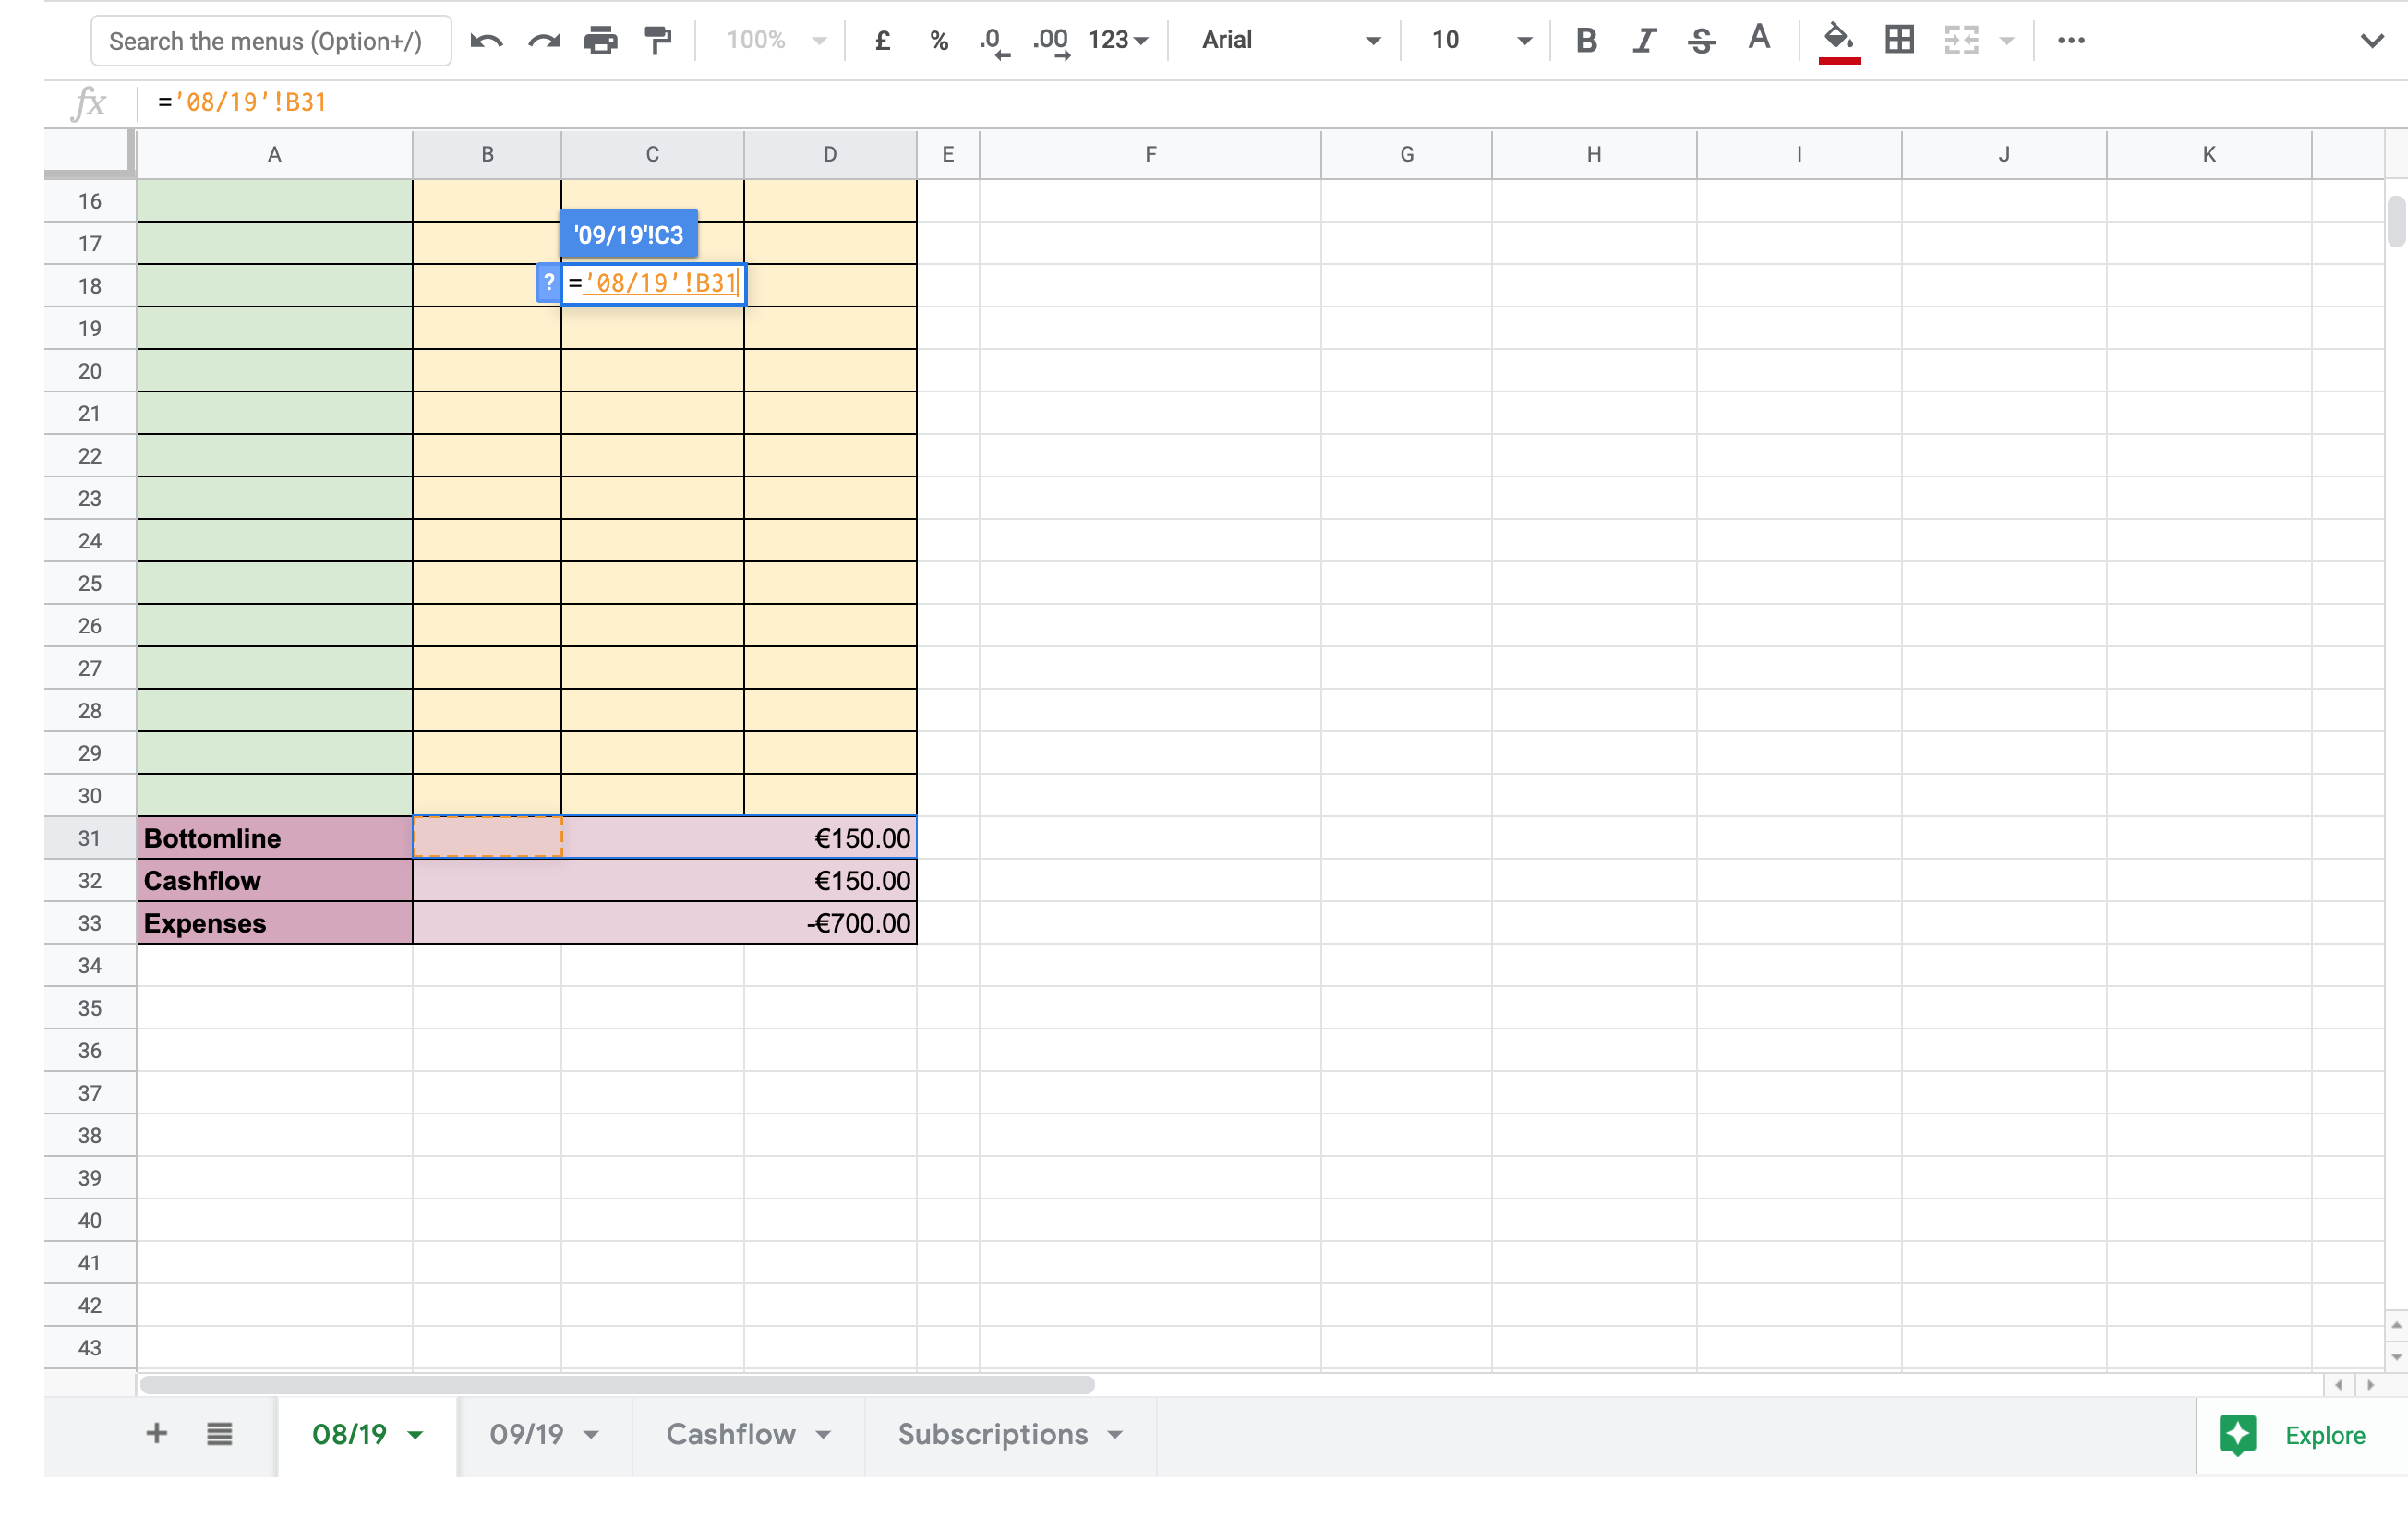 Search the menus (Option+/) 100% £ % .0 .00 123 Arial 10 B I S A
fx ='08/19'!B31
A B C D E F G H I J K
16
'09/19'!C3
17
18 ? ='08/19'!B31
19
20
21
22
23
24
25
26
27
28
29
30
31 Bottomline €150.00
32 Cashflow €150.00
33 Expenses -€700.00
34
35
36
37
38
39
40
41
42
43
+ 08/19 09/19 Cashflow Subscriptions Explore